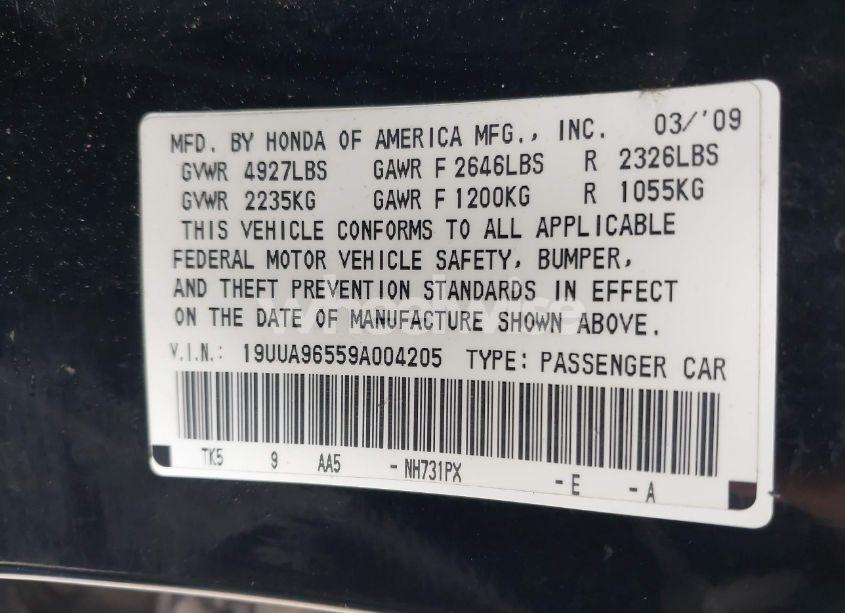 MFD. BY HONDA OF AMERICA MFG., INC. 03/'09
GVWR 4927LBS GAWR F 2646LBS R 2326LBS
GVWR 2235KG GAWR F 1200KG R 1055KG
THIS VEHICLE CONFORMS TO ALL APPLICABLE
FEDERAL MOTOR VEHICLE SAFETY, BUMPER,
AND THEFT PREVENTION STANDARDS IN EFFECT
ON THE DATE OF MANUFACTURE SHOWN ABOVE.
V.I.N.: 19UUA96559A004205 TYPE: PASSENGER CAR
TK5 9 AA5 - NH731PX - E - A